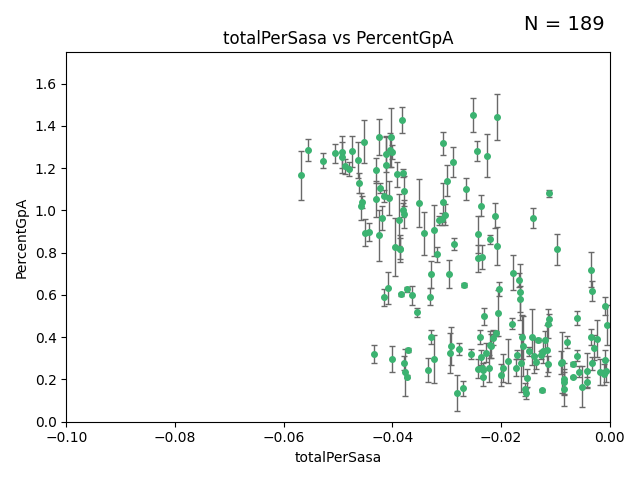 N = 189
totalPerSasa vs PercentGpA
PercentGpA
1.6
1.4
1.2
1.0
0.8
0.6
0.4
0.2
0.0
−0.10 −0.08 −0.06 −0.04 −0.02 0.00
totalPerSasa